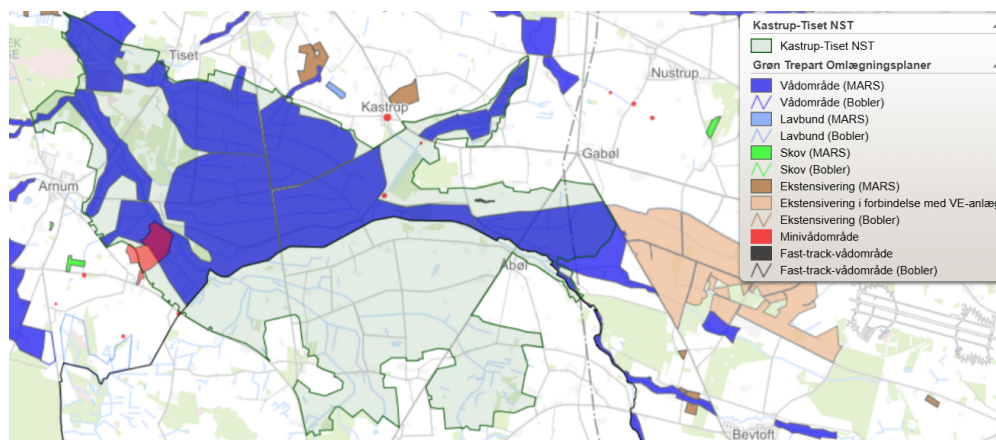 Tiset
Nustrup
Kastrup
Gabøl
Arnum
Abøl
Bevtoft
Kastrup-Tiset NST
Kastrup-Tiset NST
Grøn Trepart Omlægningsplaner
Vådområde (MARS)
Vådområde (Bobler)
Lavbund (MARS)
Lavbund (Bobler)
Skov (MARS)
Skov (Bobler)
Ekstensivering (MARS)
Ekstensivering i forbindelse med VE-anlæg
Ekstensivering (Bobler)
Minivådområde
Fast-track-vådområde
Fast-track-vådområde (Bobler)